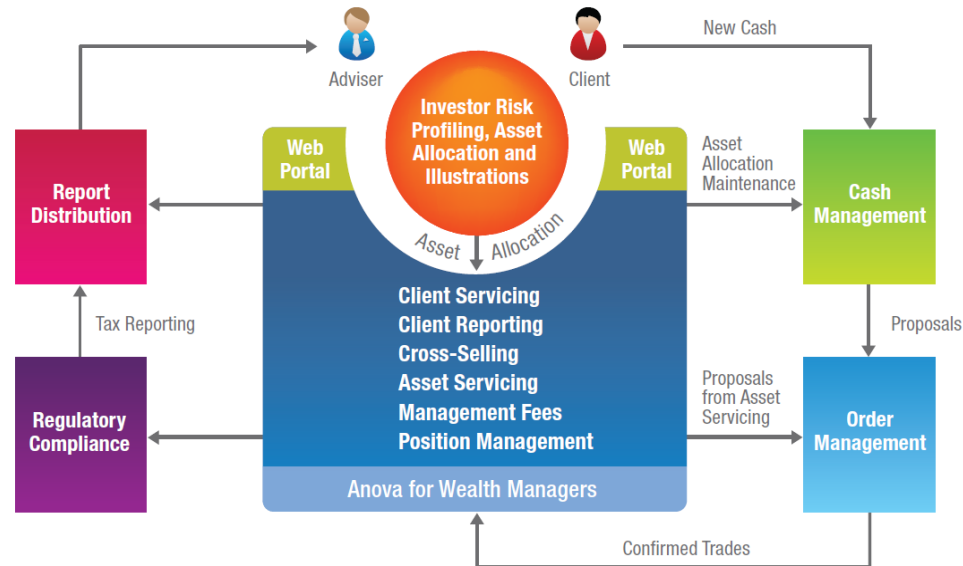 Adviser
Client
New Cash
Investor Risk
Profiling, Asset
Allocation and
Illustrations
Web
Portal
Web
Portal
Asset
Allocation
Maintenance
Report
Distribution
Cash
Management
Asset Allocation
Client Servicing
Client Reporting
Cross-Selling
Asset Servicing
Management Fees
Position Management
Tax Reporting
Proposals
Proposals
from Asset
Servicing
Regulatory
Compliance
Order
Management
Anova for Wealth Managers
Confirmed Trades